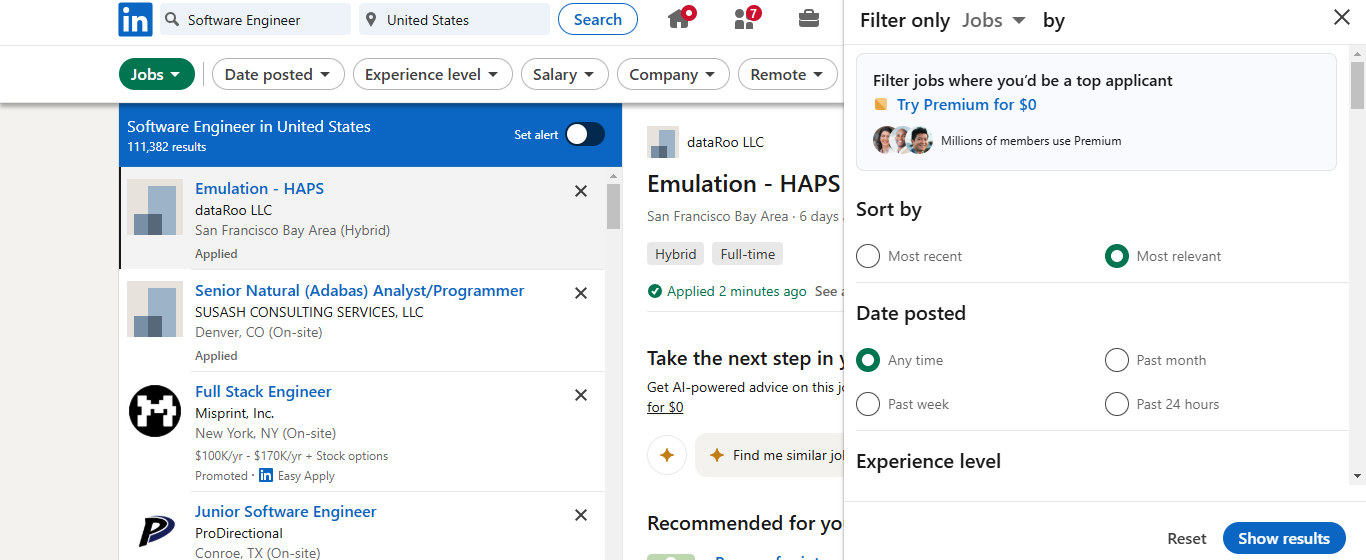 in
Software Engineer
United States
Search
7
Jobs
Date posted
Experience level
Salary
Company
Remote
Software Engineer in United States
111,382 results
Set alert
Emulation - HAPS
dataRoo LLC
San Francisco Bay Area (Hybrid)
Applied
Senior Natural (Adabas) Analyst/Programmer
SUSASH CONSULTING SERVICES, LLC
Denver, CO (On-site)
Applied
Full Stack Engineer
Misprint, Inc.
New York, NY (On-site)
$100K/yr - $170K/yr + Stock options
Promoted · in Easy Apply
Junior Software Engineer
ProDirectional
Conroe, TX (On-site)
dataRoo LLC
Emulation - HAPS
San Francisco Bay Area · 6 days
Hybrid
Full-time
Applied 2 minutes ago See
Take the next step in
Get AI-powered advice on this
for $0
Find me similar
Recommended for
Filter only Jobs by
Filter jobs where you'd be a top applicant
Try Premium for $0
Millions of members use Premium
Sort by
Most recent
Most relevant
Date posted
Any time
Past month
Past week
Past 24 hours
Experience level
Reset
Show results